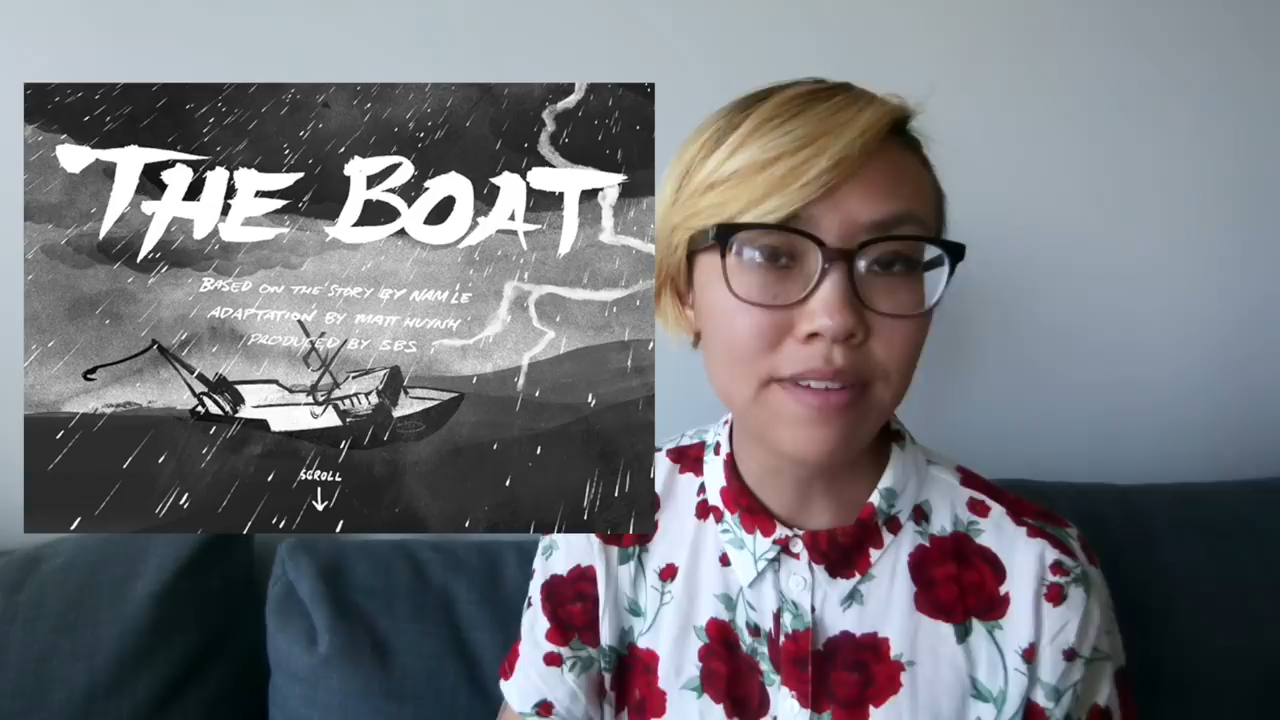 THE BOAT
BASED ON THE STORY BY NAM LE
ADAPTATION BY MATT HUYNH
PRODUCED BY SBS
SCROLL